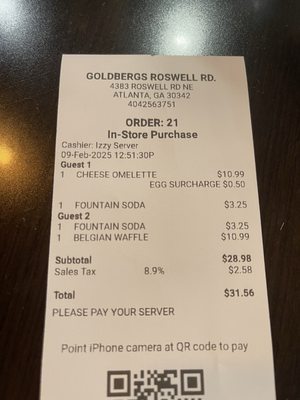 GOLDBERGS ROSWELL RD.
4383 ROSWELL RD NE
ATLANTA, GA 30342
4042563751
ORDER: 21
In-Store Purchase
Cashier: Izzy Server
09-Feb-2025 12:51:30P
Guest 1
1 CHEESE OMELETTE $10.99
EGG SURCHARGE $0.50
1 FOUNTAIN SODA $3.25
Guest 2
1 FOUNTAIN SODA $3.25
1 BELGIAN WAFFLE $10.99
Subtotal $28.98
Sales Tax 8.9% $2.58
Total $31.56
PLEASE PAY YOUR SERVER
Point iPhone camera at QR code to pay